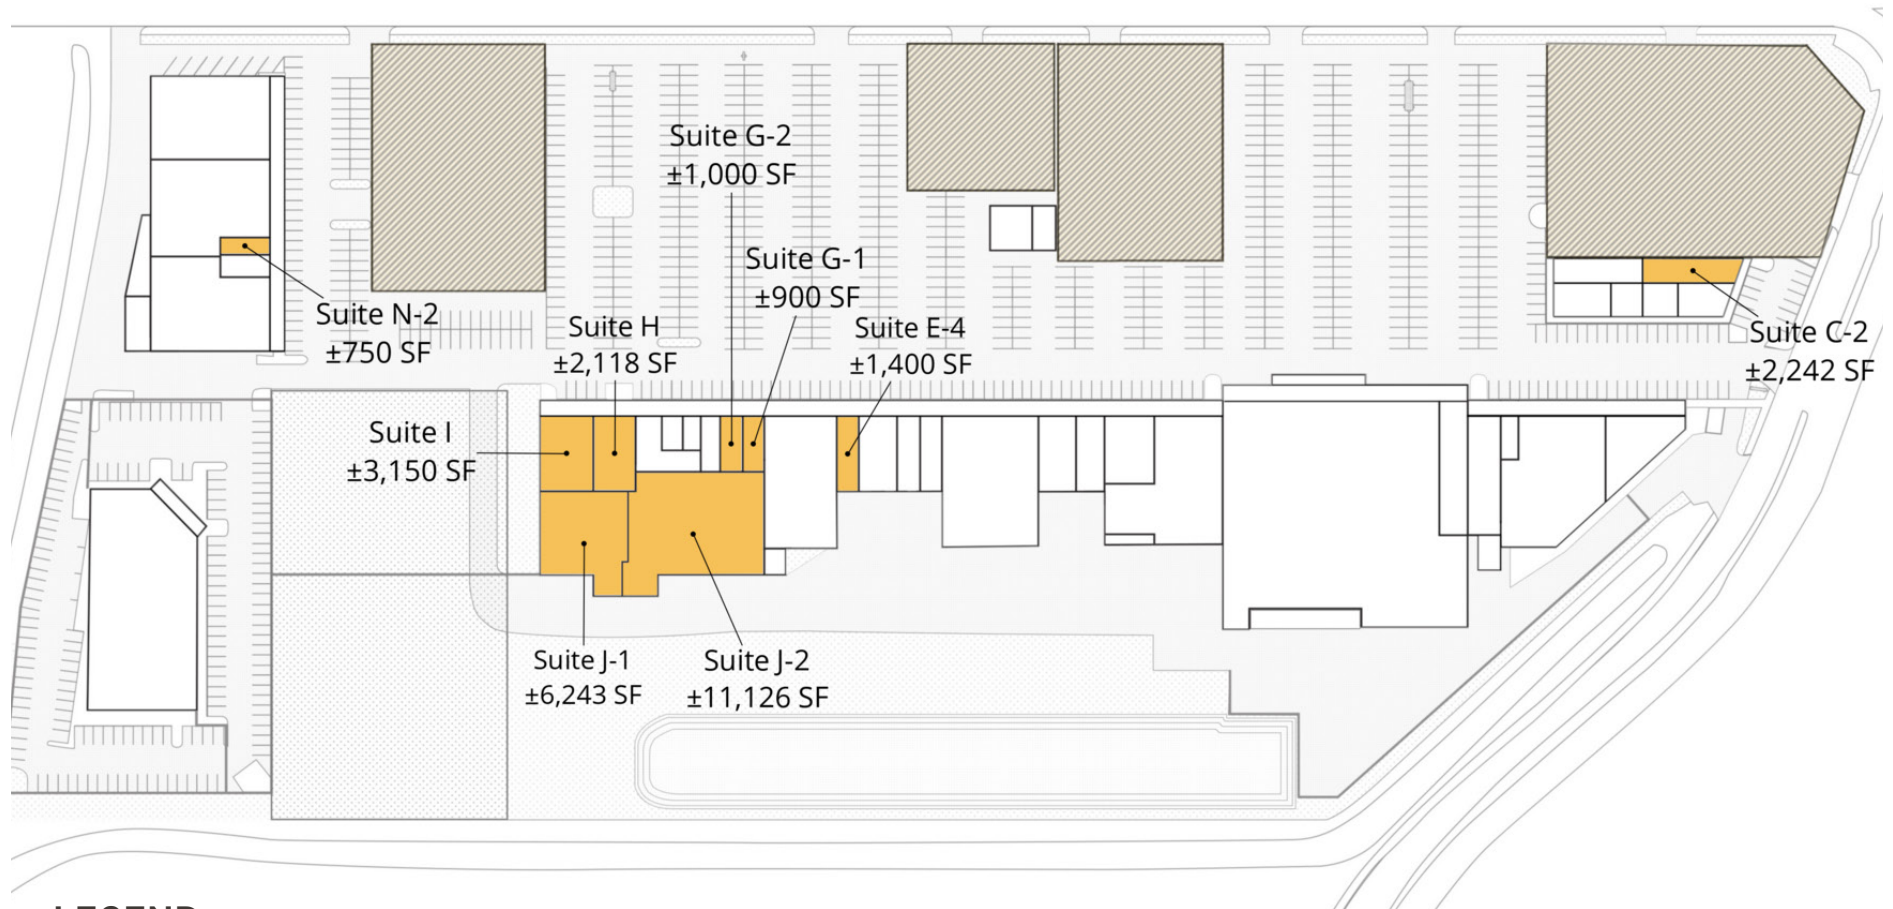 Suite G-2
±1,000 SF
Suite G-1
±900 SF
Suite N-2
±750 SF
Suite H
±2,118 SF
Suite E-4
±1,400 SF
Suite C-2
±2,242 SF
Suite I
±3,150 SF
Suite J-1
±6,243 SF
Suite J-2
±11,126 SF
LEGEND